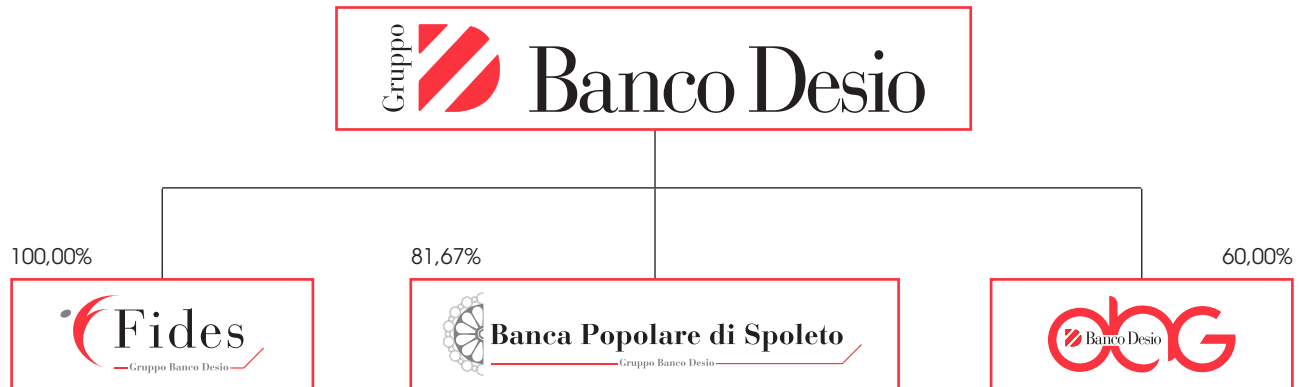 Gruppo
Banco Desio
100,00%
81,67%
60,00%
Fides
Gruppo Banco Desio
Banca Popolare di Spoleto
Gruppo Banco Desio
Banco Desio